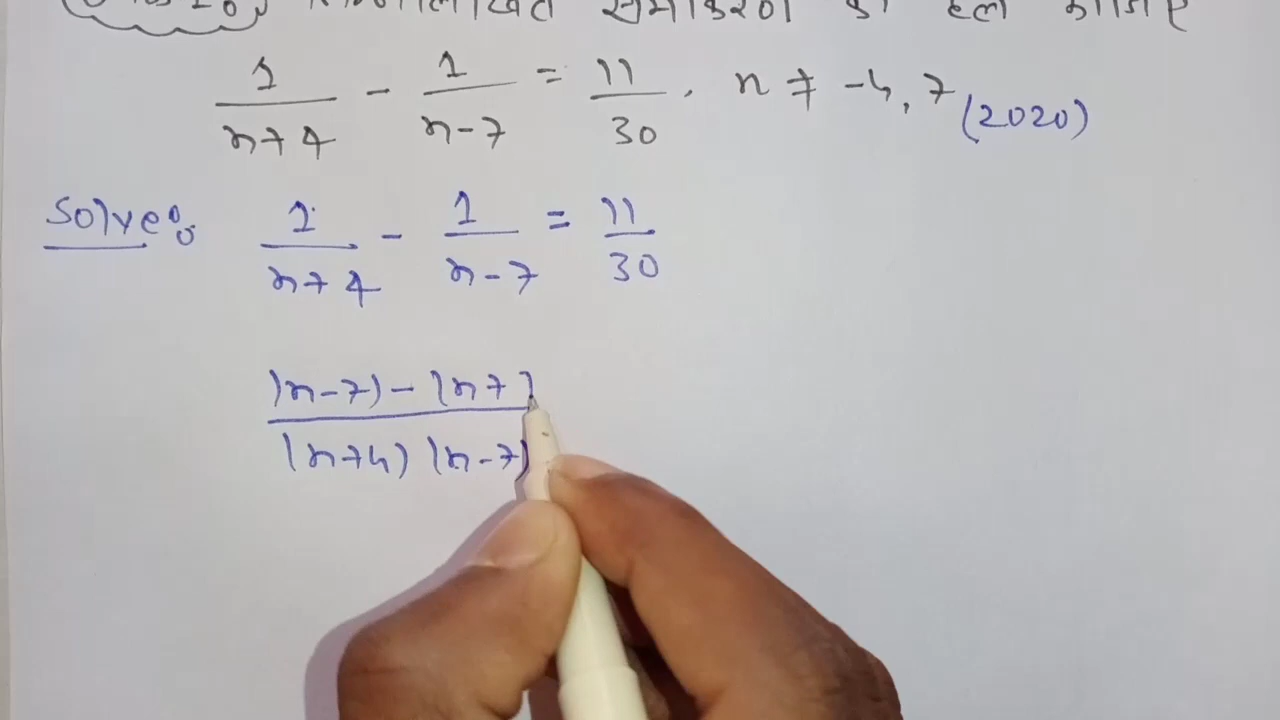 हल
1/x+4 - 1/x-7 = 11/30, x ≠ -4, 7 (2020)
Solve: 1/x+4 - 1/x-7 = 11/30
(x-7) - (x+
(x+4) (x-7)